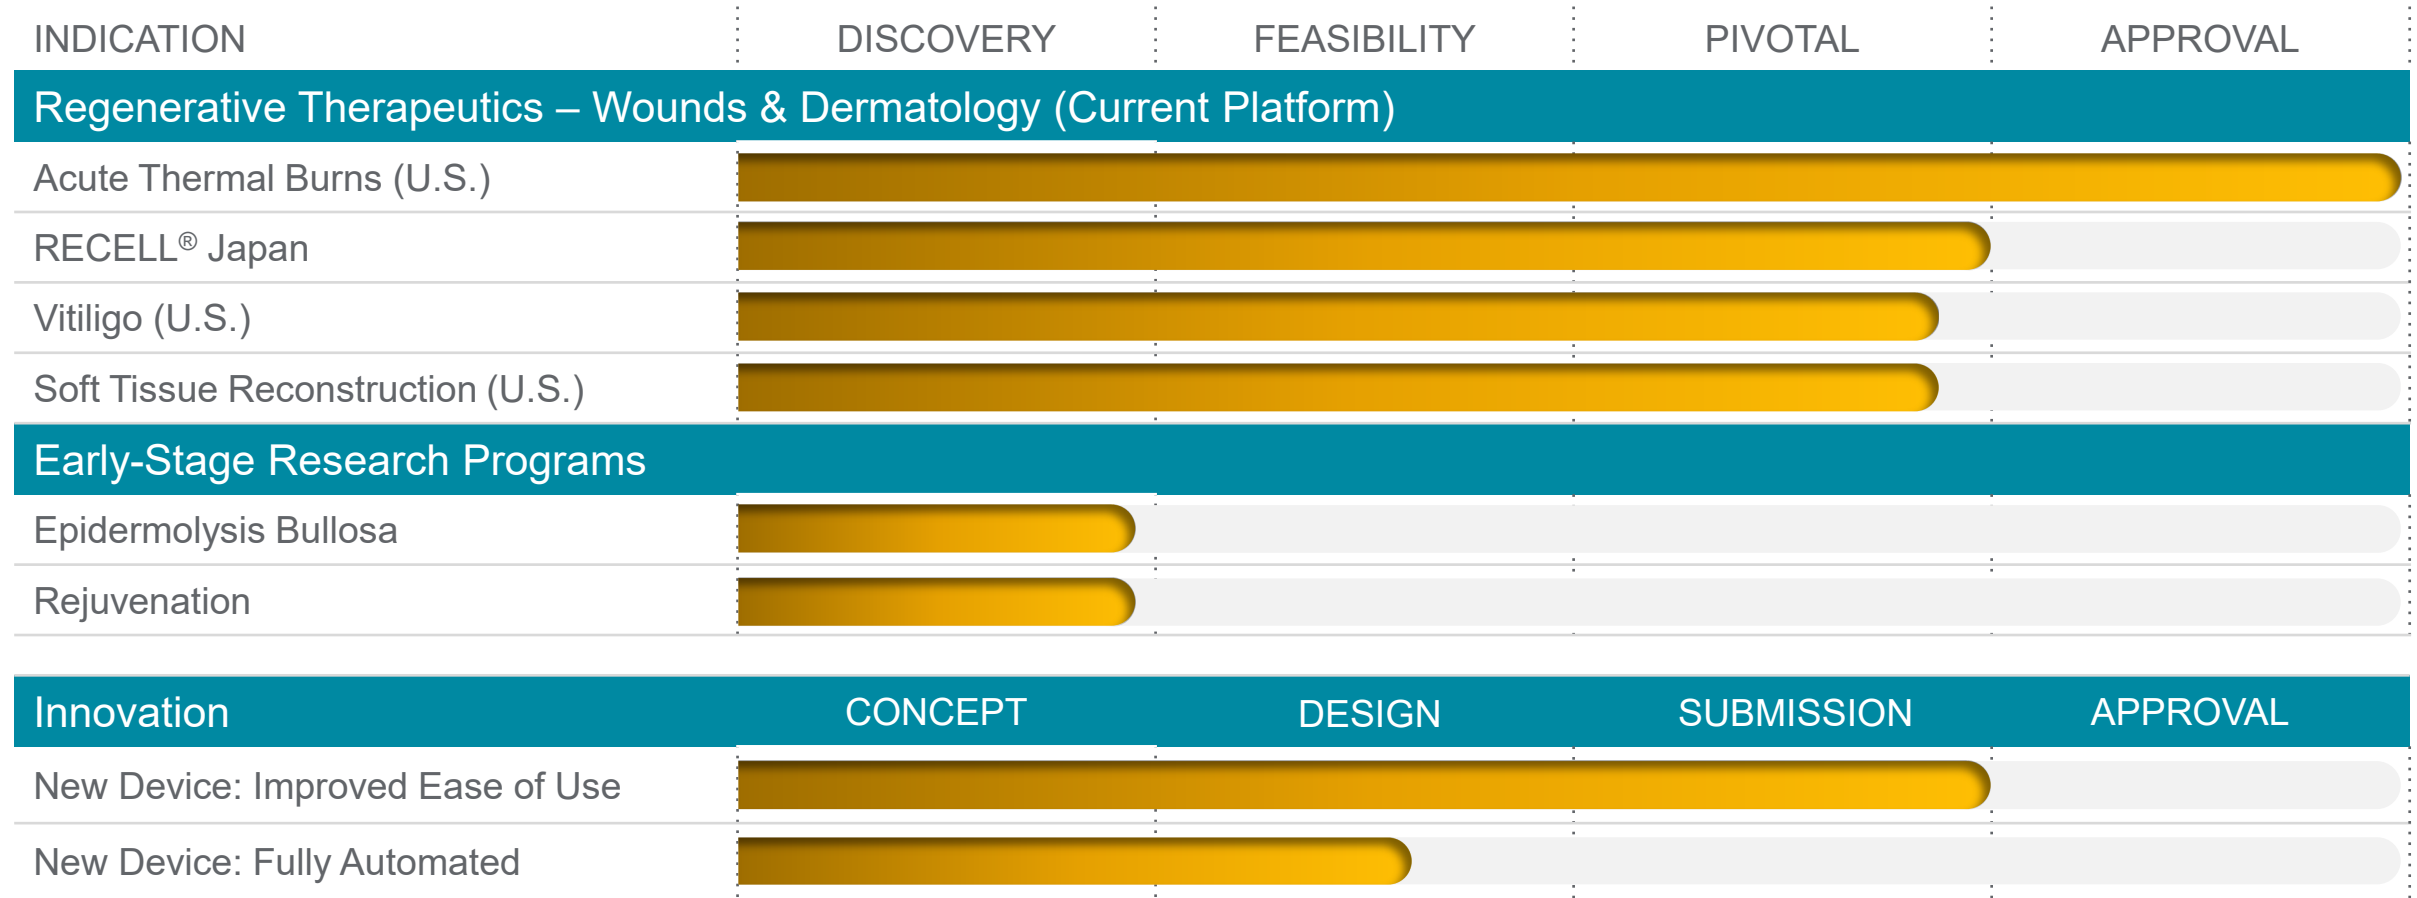 INDICATION DISCOVERY FEASIBILITY PIVOTAL APPROVAL
Regenerative Therapeutics – Wounds & Dermatology (Current Platform)
Acute Thermal Burns (U.S.)
RECELL® Japan
Vitiligo (U.S.)
Soft Tissue Reconstruction (U.S.)
Early-Stage Research Programs
Epidermolysis Bullosa
Rejuvenation
Innovation CONCEPT DESIGN SUBMISSION APPROVAL
New Device: Improved Ease of Use
New Device: Fully Automated